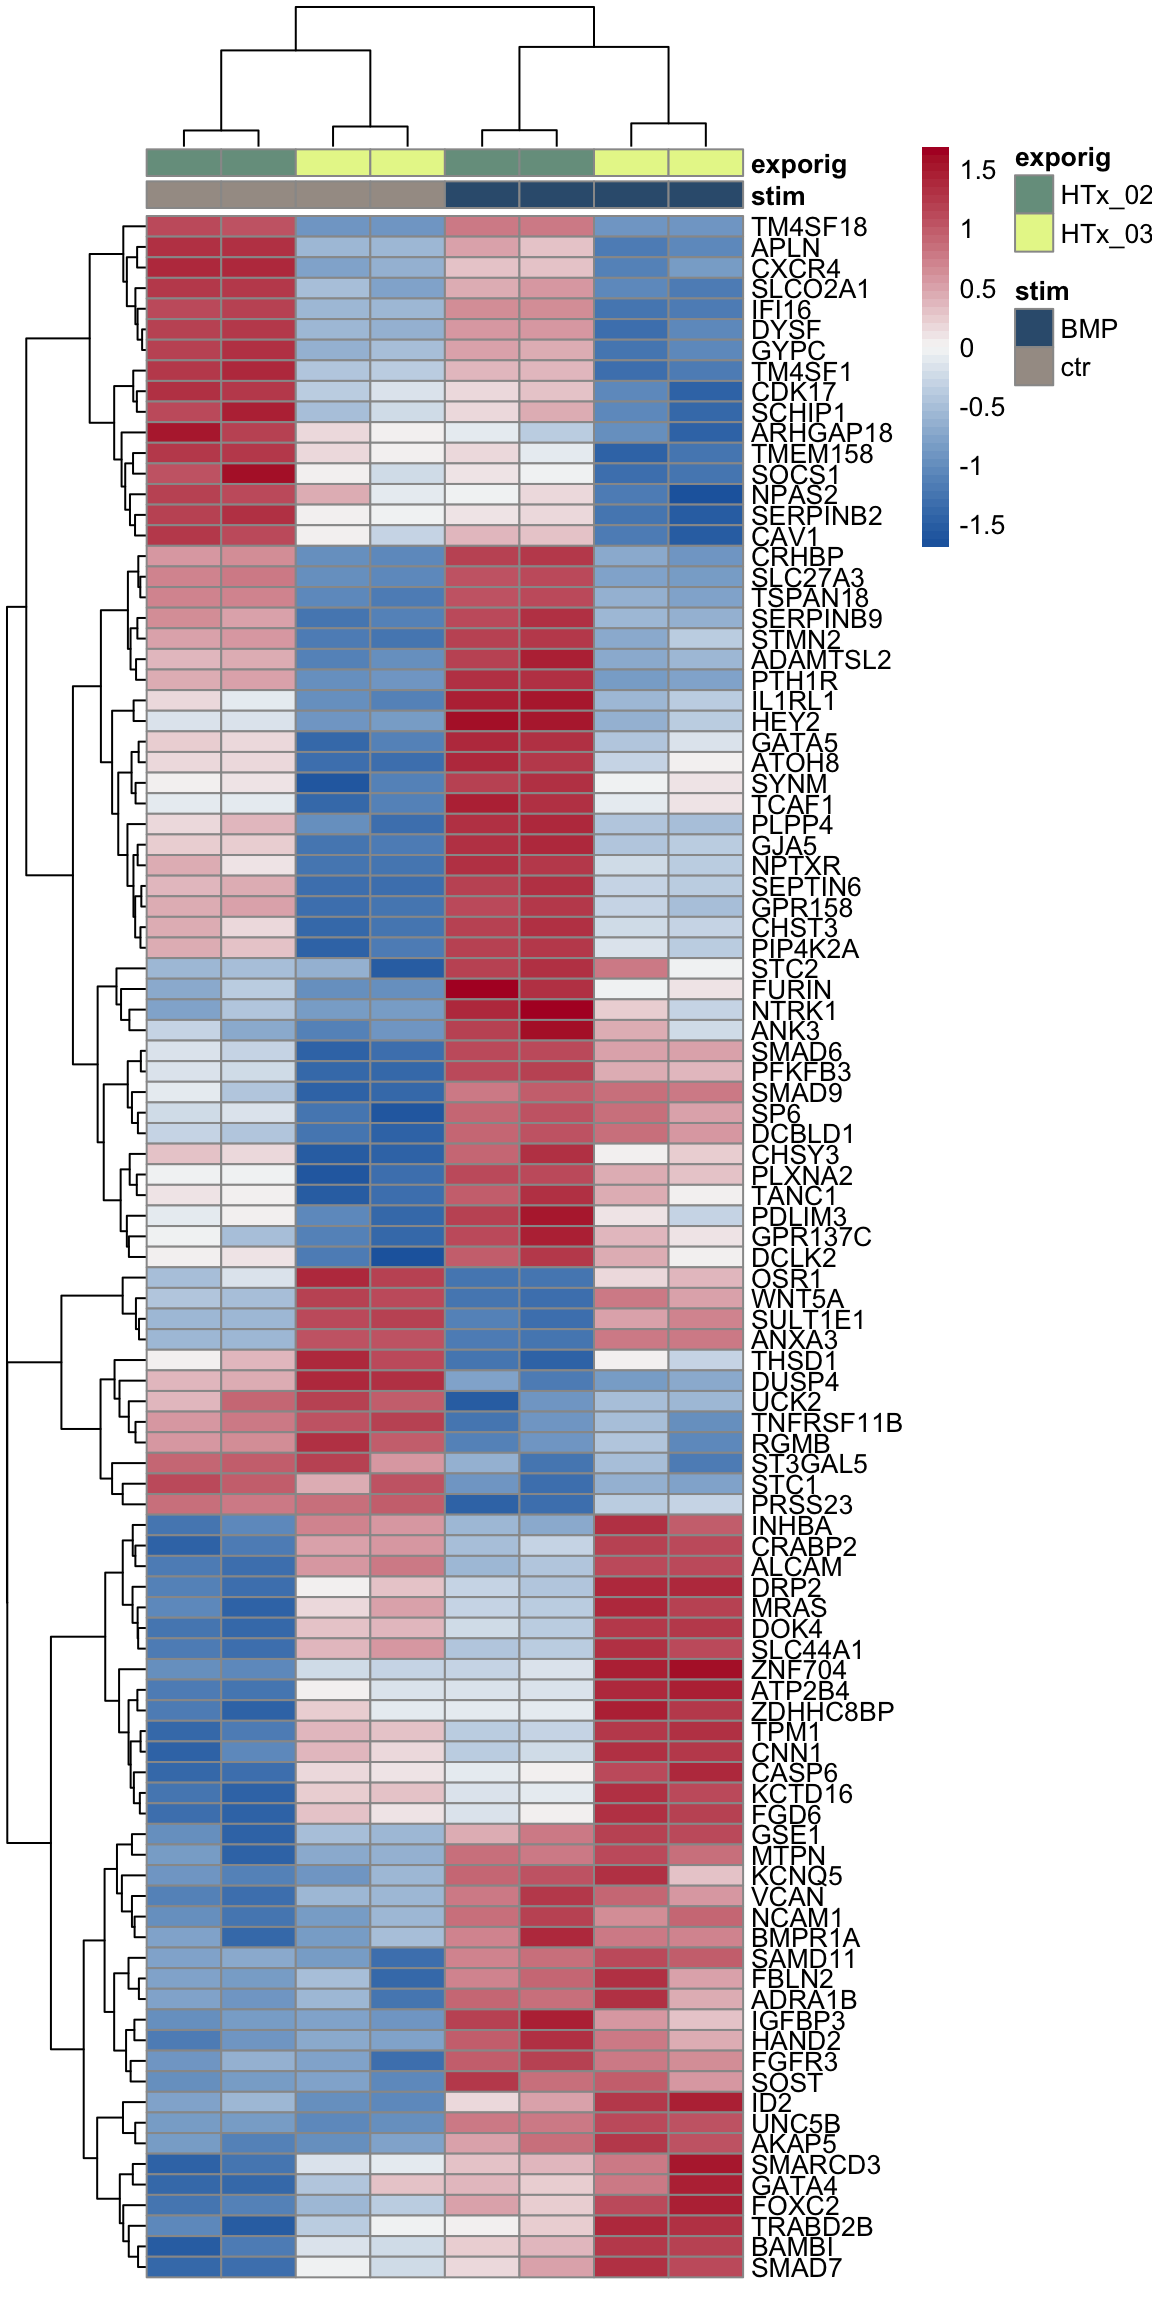 exporig
stim
TM4SF18
APLN
CXCR4
SLCO2A1
IFI16
DYSF
GYPC
TM4SF1
CDK17
SCHIP1
ARHGAP18
TMEM158
SOCS1
NPAS2
SERPINB2
CAV1
CRHBP
SLC27A3
TSPAN18
SERPINB9
STMN2
ADAMTSL2
PTH1R
IL1RL1
HEY2
GATA5
ATOH8
SYNM
TCAF1
PLPP4
GJA5
NPTXR
SEPTIN6
GPR158
CHST3
PIP4K2A
STC2
FURIN
NTRK1
ANK3
SMAD6
PFKFB3
SMAD9
SP6
DCBLD1
CHSY3
PLXNA2
TANC1
PDLIM3
GPR137C
DCLK2
OSR1
WNT5A
SULT1E1
ANXA3
THSD1
DUSP4
UCK2
TNFRSF11B
RGMB
ST3GAL5
STC1
PRSS23
INHBA
CRABP2
ALCAM
DRP2
MRAS
DOK4
SLC44A1
ZNF704
ATP2B4
ZDHHC8BP
TPM1
CNN1
CASP6
KCTD16
FGD6
GSE1
MTPN
KCNQ5
VCAN
NCAM1
BMPR1A
SAMD11
FBLN2
ADRA1B
IGFBP3
HAND2
FGFR3
SOST
ID2
UNC5B
AKAP5
SMARCD3
GATA4
FOXC2
TRABD2B
BAMBI
SMAD7
1.5
1
0.5
0
-0.5
-1
-1.5
exporig
HTx_02
HTx_03
stim
BMP
ctr